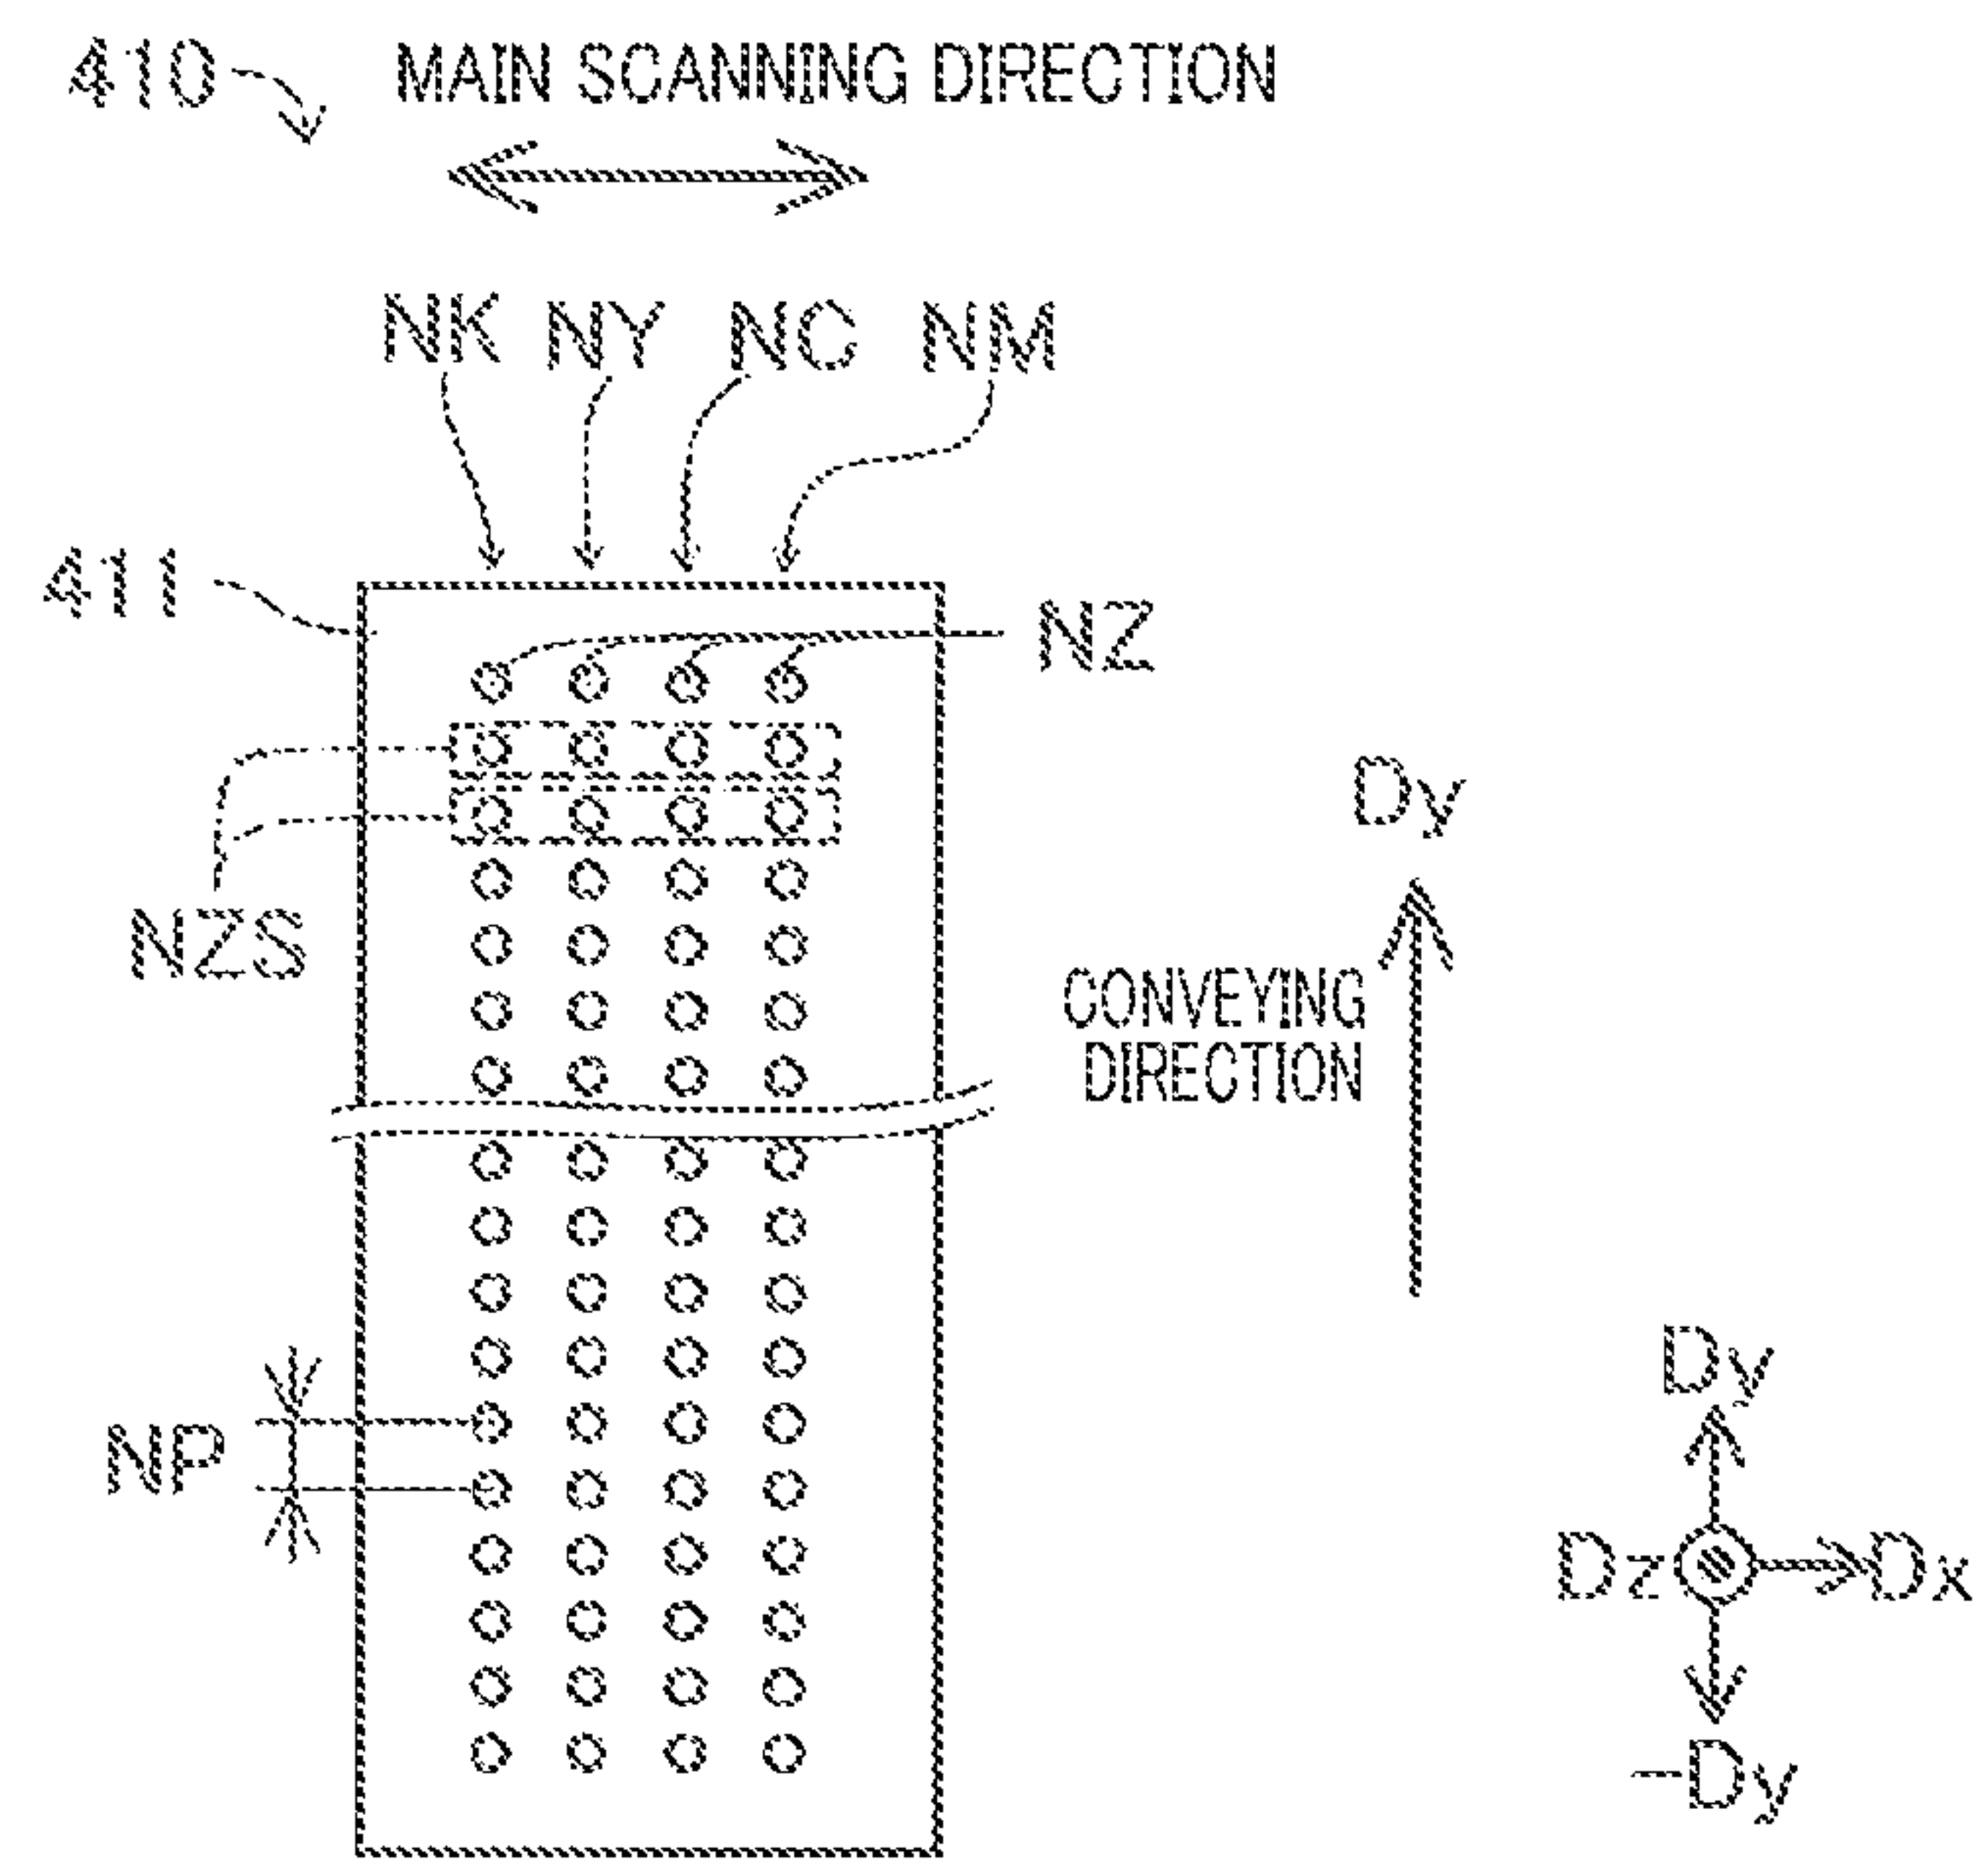 410 MAIN SCANNING DIRECTION
NK NY NC NM
411
NZ
Dy
NZS
CONVEYING
DIRECTION
Dy
NP
Dz Dx
-Dy